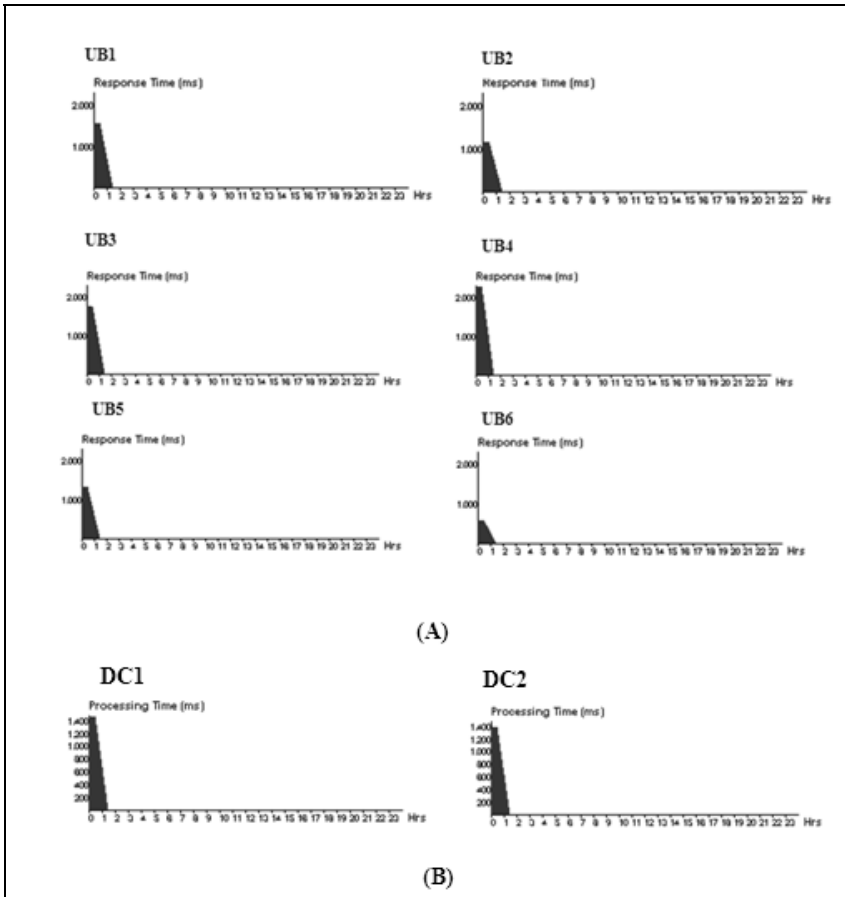 UB1
Response Time (ms)
2.000
1.000
0 1 2 3 4 5 6 7 8 9 10 11 12 13 14 15 16 17 18 19 20 21 22 23 Hrs
UB2
Response Time (ms)
2.000
1.000
0 1 2 3 4 5 6 7 8 9 10 11 12 13 14 15 16 17 18 19 20 21 22 23 Hrs
UB3
Response Time (ms)
2.000
1.000
0 1 2 3 4 5 6 7 8 9 10 11 12 13 14 15 16 17 18 19 20 21 22 23 Hrs
UB4
Response Time (ms)
2.000
1.000
0 1 2 3 4 5 6 7 8 9 10 11 12 13 14 15 16 17 18 19 20 21 22 23 Hrs
UB5
Response Time (ms)
2.000
1.000
0 1 2 3 4 5 6 7 8 9 10 11 12 13 14 15 16 17 18 19 20 21 22 23 Hrs
UB6
Response Time (ms)
2.000
1.000
0 1 2 3 4 5 6 7 8 9 10 11 12 13 14 15 16 17 18 19 20 21 22 23 Hrs
(A)
DC1
Processing Time (ms)
1.400
1.200
1.000
800
600
400
200
0 1 2 3 4 5 6 7 8 9 10 11 12 13 14 15 16 17 18 19 20 21 22 23 Hrs
DC2
Processing Time (ms)
1.400
1.200
1.000
800
600
400
200
0 1 2 3 4 5 6 7 8 9 10 11 12 13 14 15 16 17 18 19 20 21 22 23 Hrs
(B)